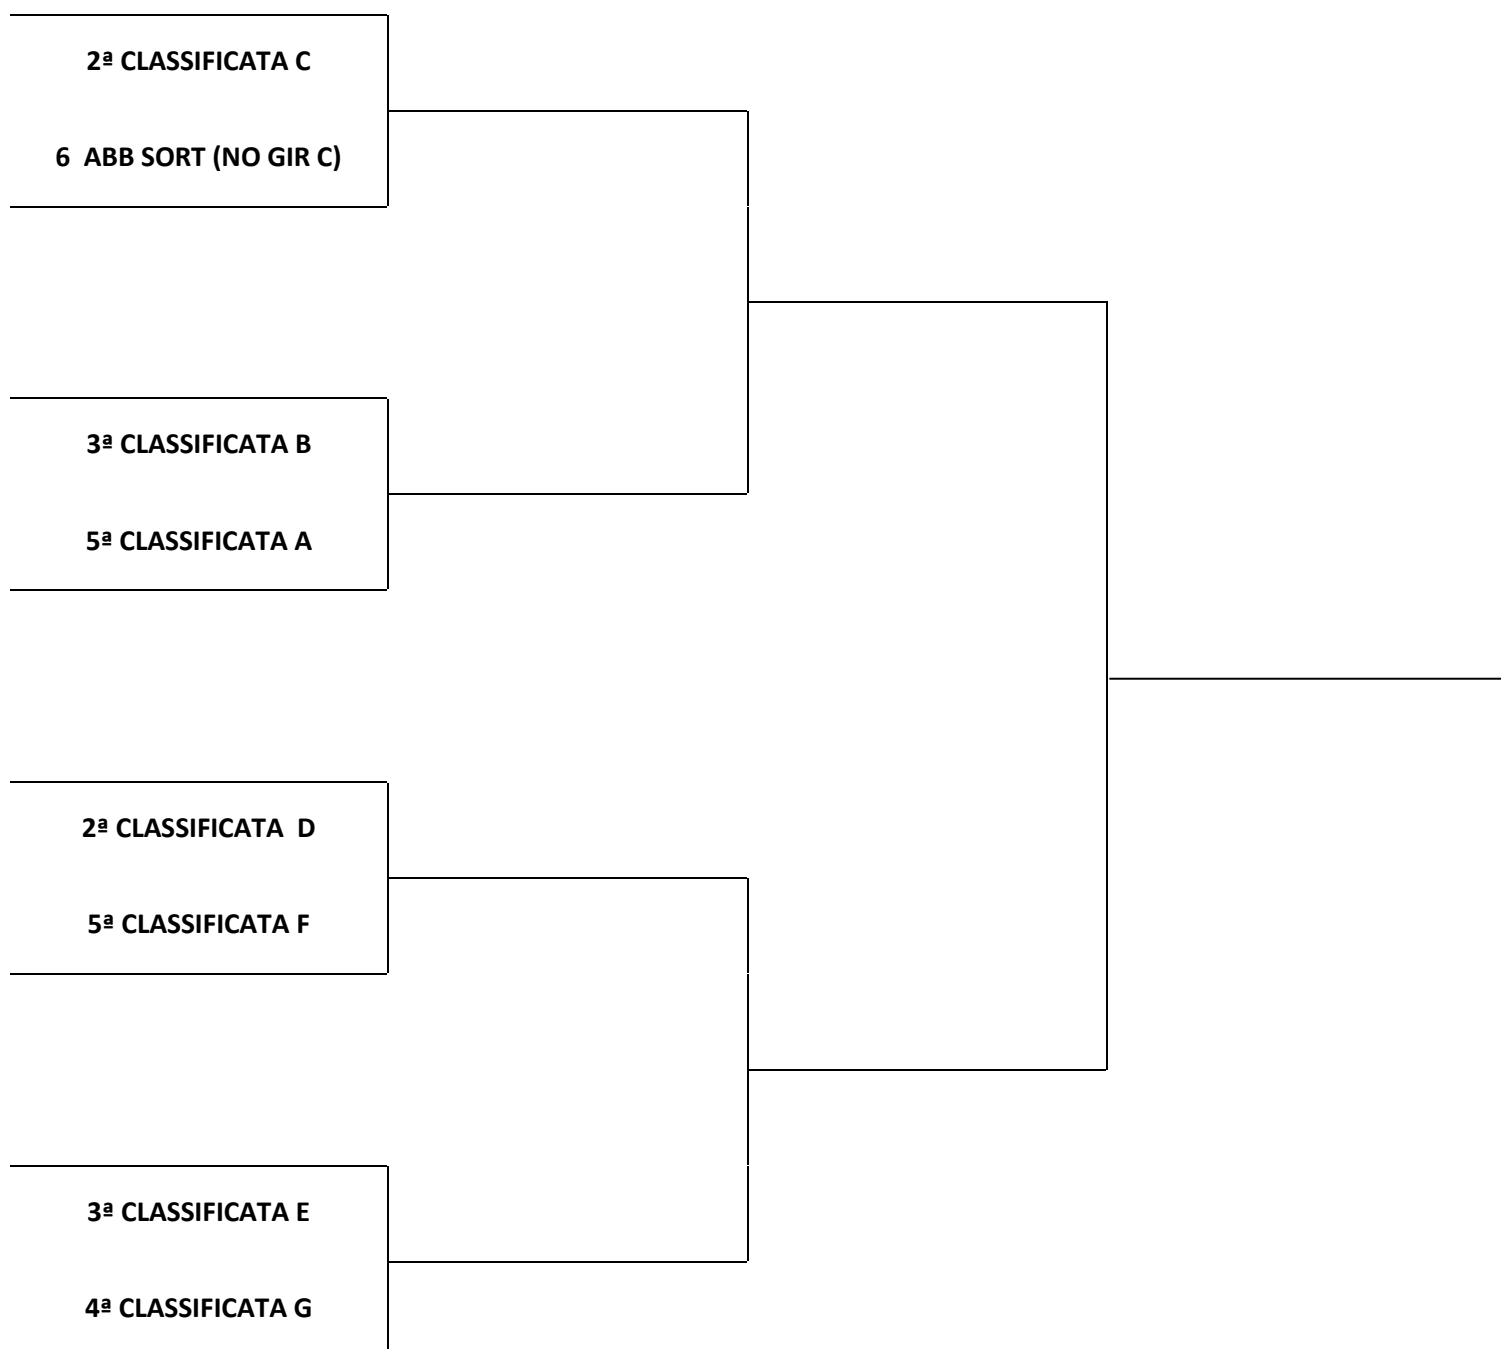 2ª CLASSIFICATA C
6 ABB SORT (NO GIR C)
3ª CLASSIFICATA B
5ª CLASSIFICATA A
2ª CLASSIFICATA D
5ª CLASSIFICATA F
3ª CLASSIFICATA E
4ª CLASSIFICATA G